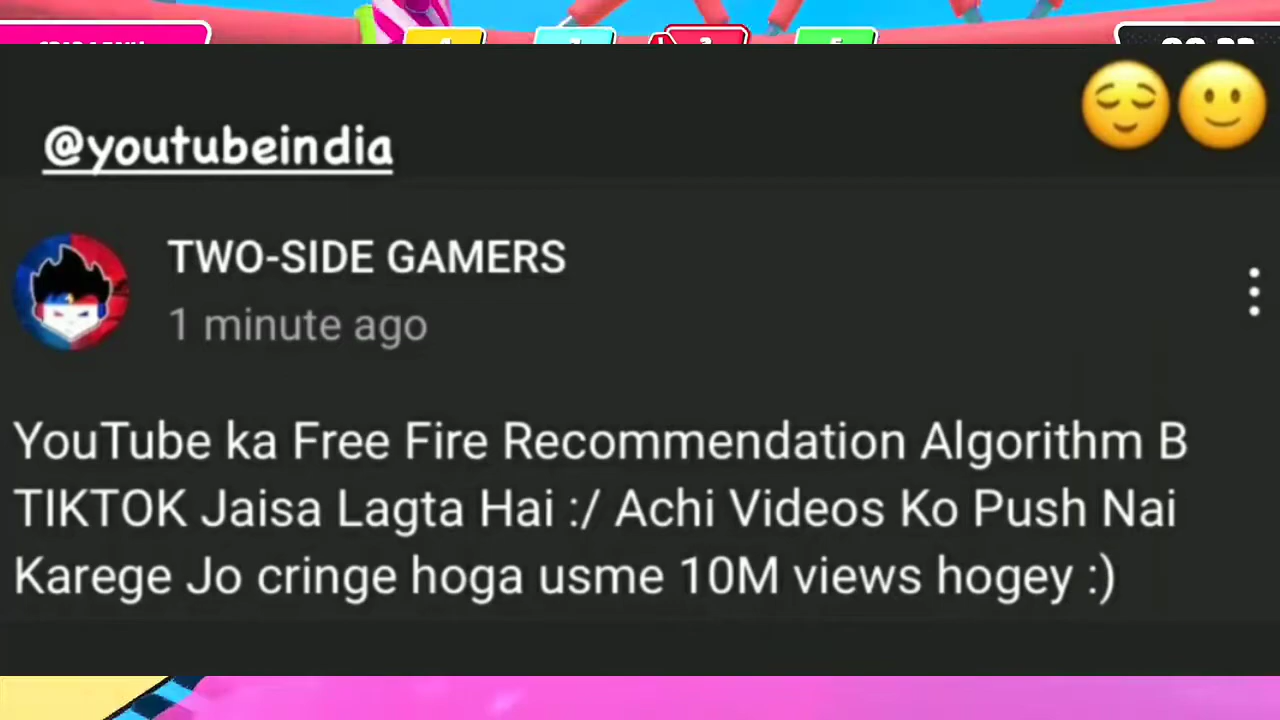 @youtubeindia
TWO-SIDE GAMERS
1 minute ago
YouTube ka Free Fire Recommendation Algorithm B
TIKTOK Jaisa Lagta Hai :/ Achi Videos Ko Push Nai
Karege Jo cringe hoga usme 10M views hogey :)